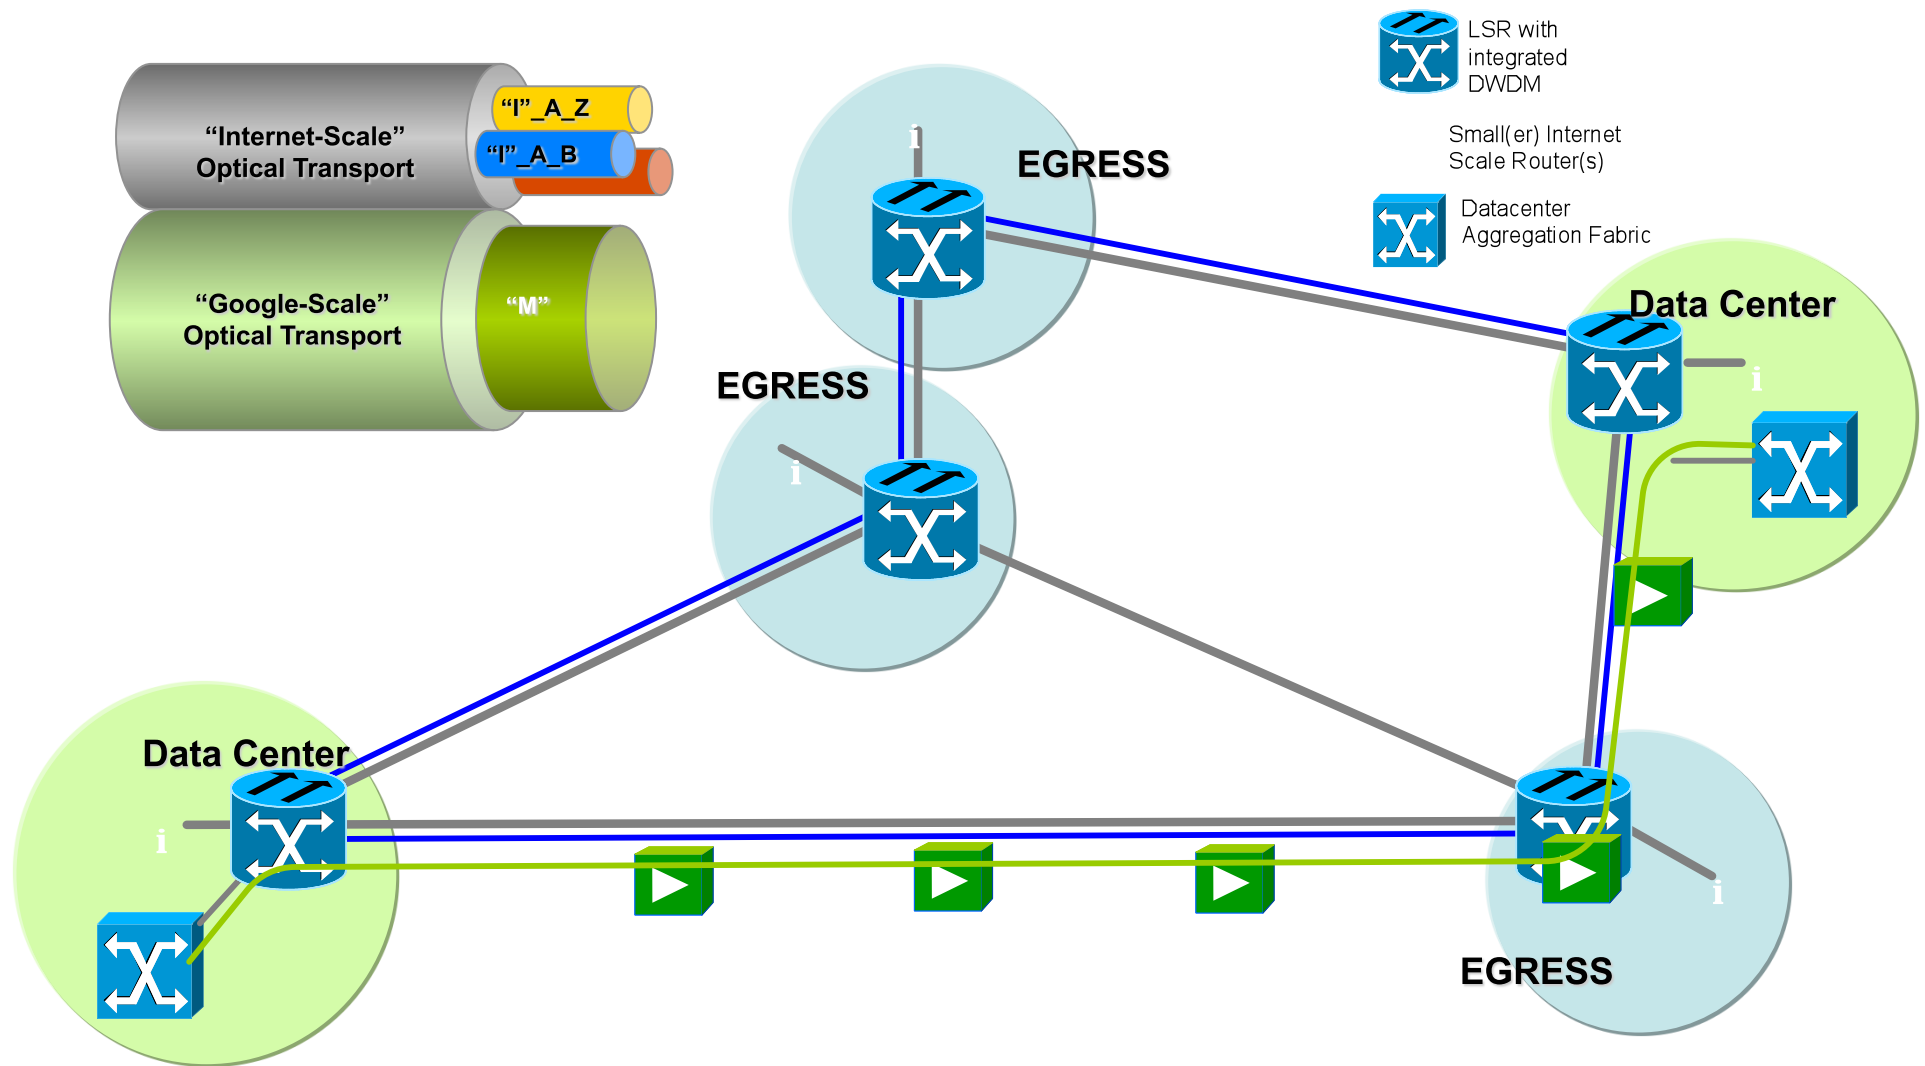 LSR with
integrated
DWDM
Small(er) Internet
Scale Router(s)
Datacenter
Aggregation Fabric
“Internet-Scale”
Optical Transport
“I”_A_Z
“I”_A_B
“Google-Scale”
Optical Transport
“M”
i
EGRESS
EGRESS
i
Data Center
i
Data Center
i
i
EGRESS